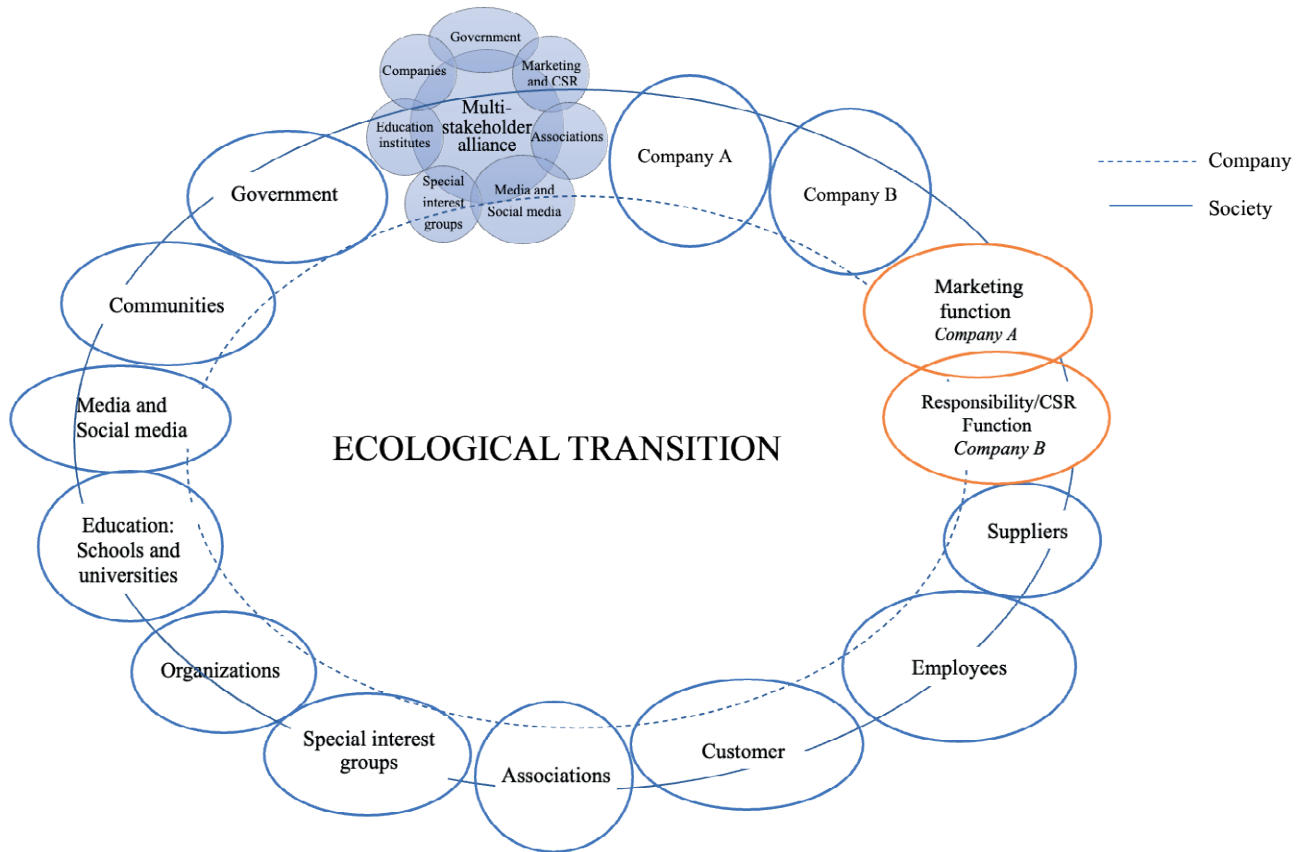 Government
Companies
Marketing
and CSR
Multi-
stakeholder
alliance
Education
institutes
Associations
Special
interest
groups
Media and
Social media
Company A
Company B
Company
Society
Government
Communities
Marketing
function
Company A
Media and
Social media
Responsibility/CSR
Function
Company B
ECOLOGICAL TRANSITION
Education:
Schools and
universities
Suppliers
Organizations
Employees
Special interest
groups
Associations
Customer